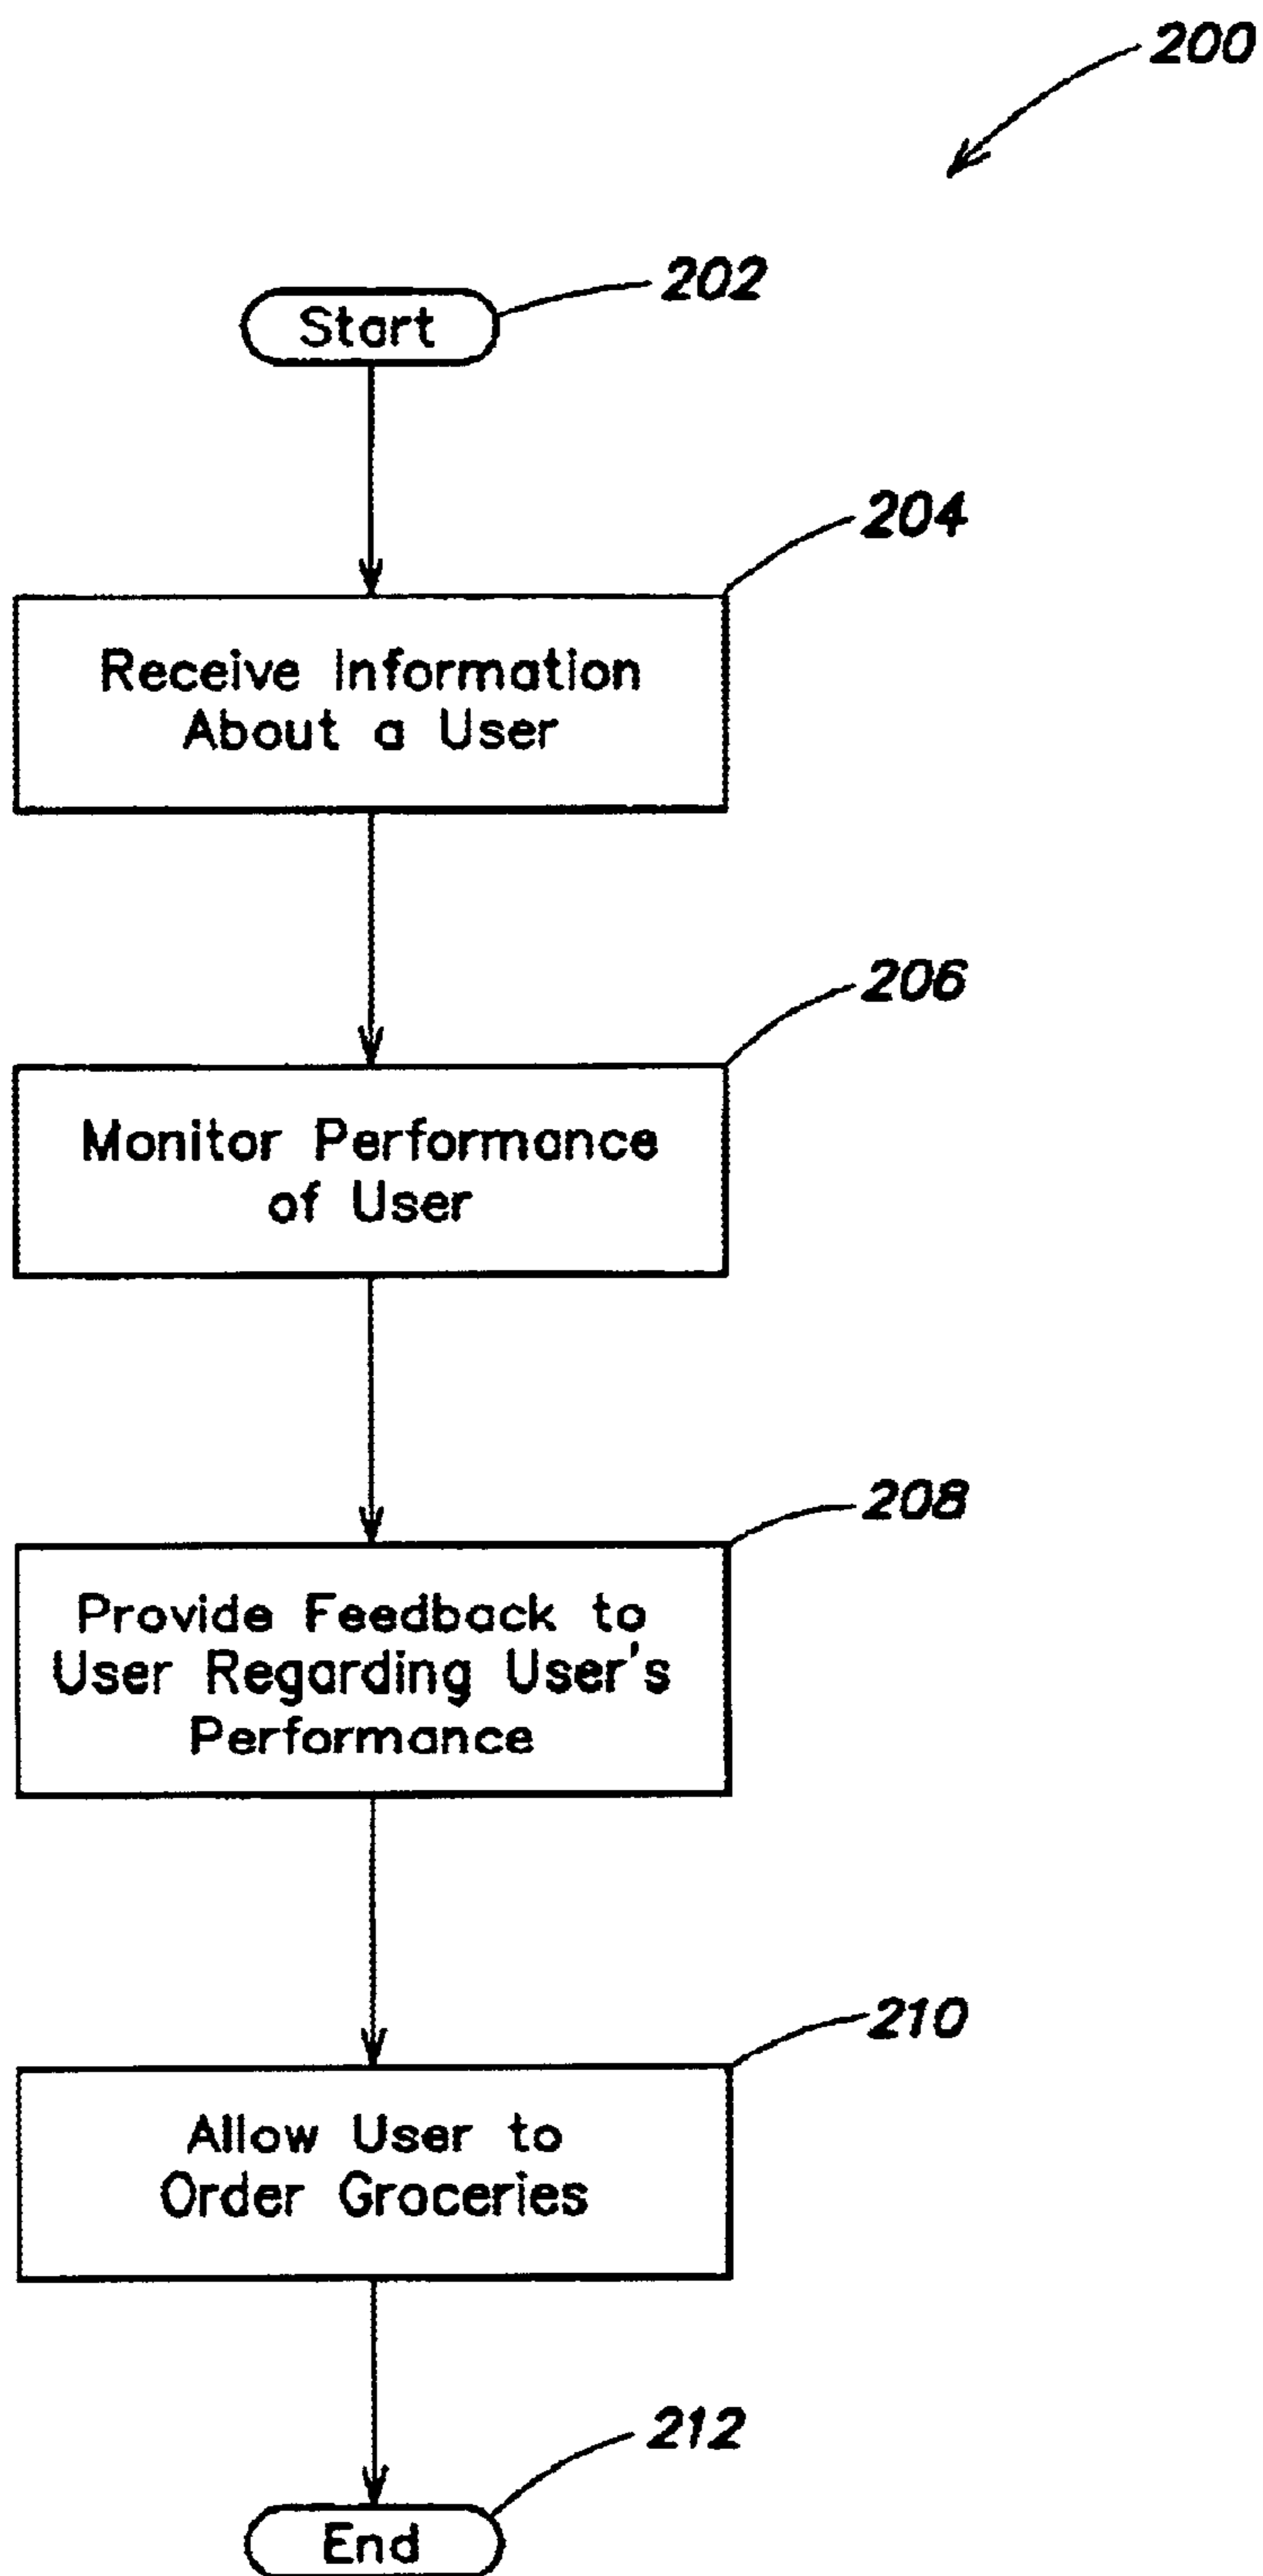 200
202
Start
204
Receive Information
About a User
206
Monitor Performance
of User
208
Provide Feedback to
User Regarding User's
Performance
210
Allow User to
Order Groceries
212
End